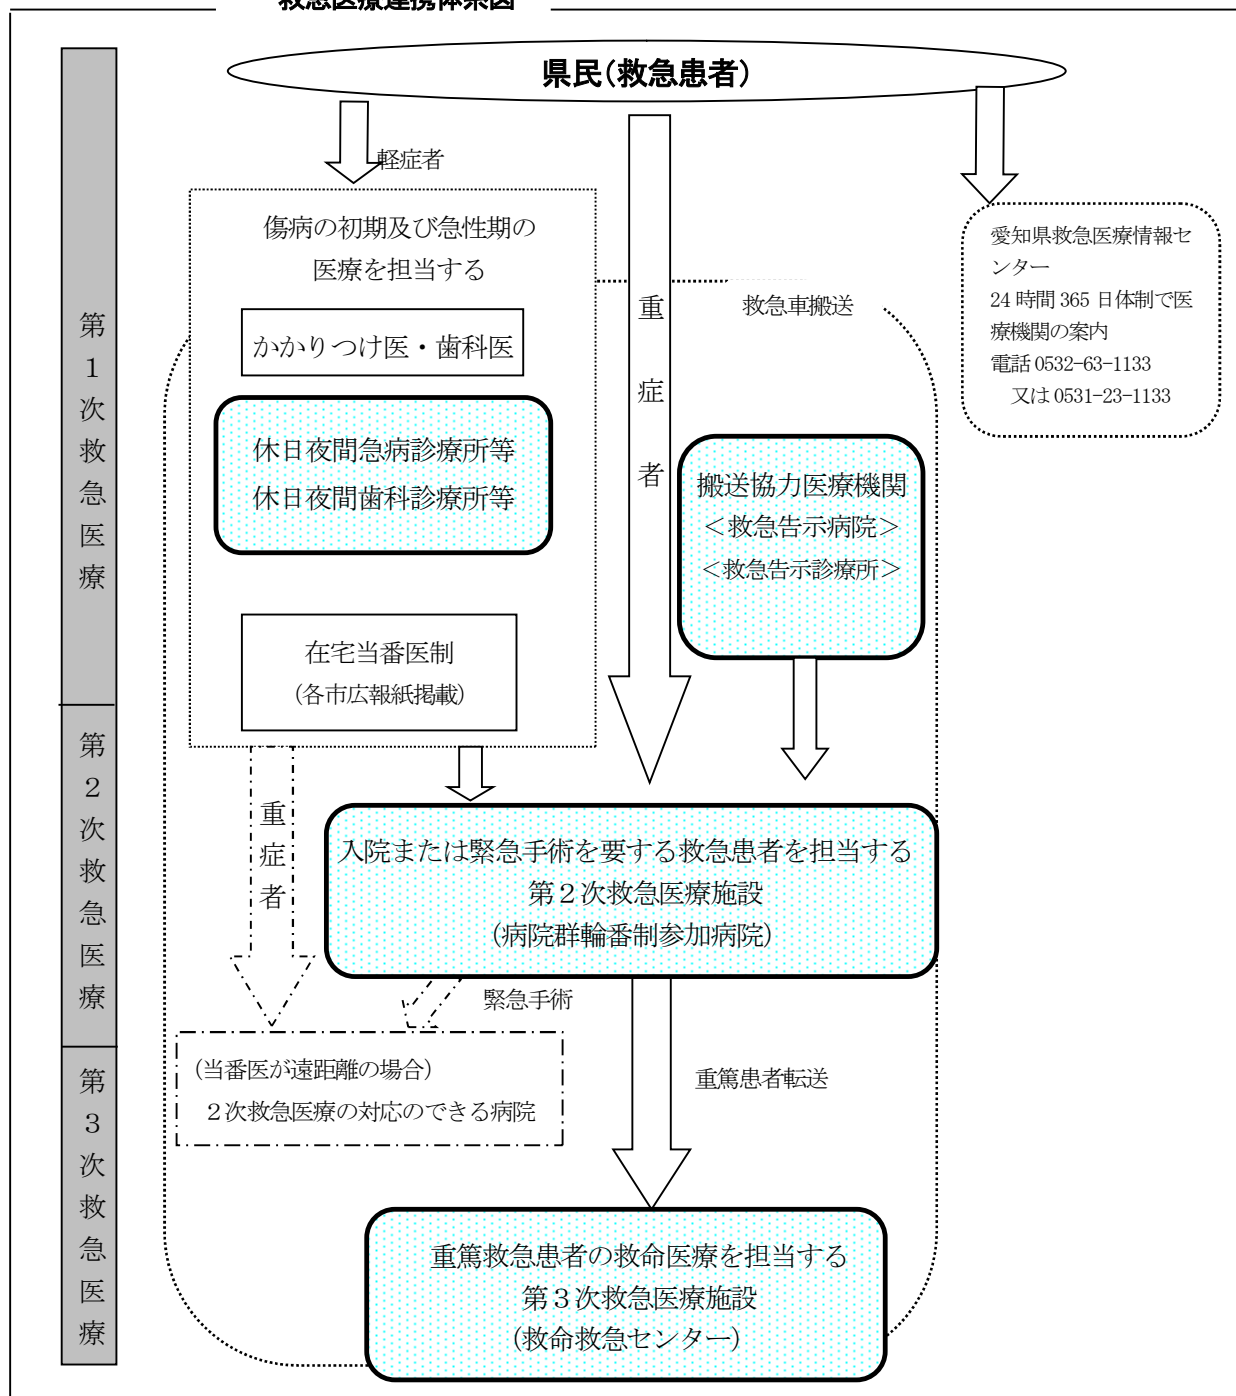 救急医療連携体系図
県民（救急患者）
軽症者
傷病の初期及び急性期の
医療を担当する
かかりつけ医・歯科医
休日夜間急病診療所等
休日夜間歯科診療所等
在宅当番医制
（各市広報紙掲載）
重症者
救急車搬送
搬送協力医療機関
＜救急告示病院＞
＜救急告示診療所＞
愛知県救急医療情報セ
ンター
24 時間 365 日体制で医
療機関の案内
電話 0532-63-1133
又は 0531-23-1133
第１次救急医療
第２次救急医療
第３次救急医療
重症者
入院または緊急手術を要する救急患者を担当する
第２次救急医療施設
（病院群輪番制参加病院）
緊急手術
（当番医が遠距離の場合）
２次救急医療の対応のできる病院
重篤患者転送
重篤救急患者の救命医療を担当する
第３次救急医療施設
（救命救急センター）